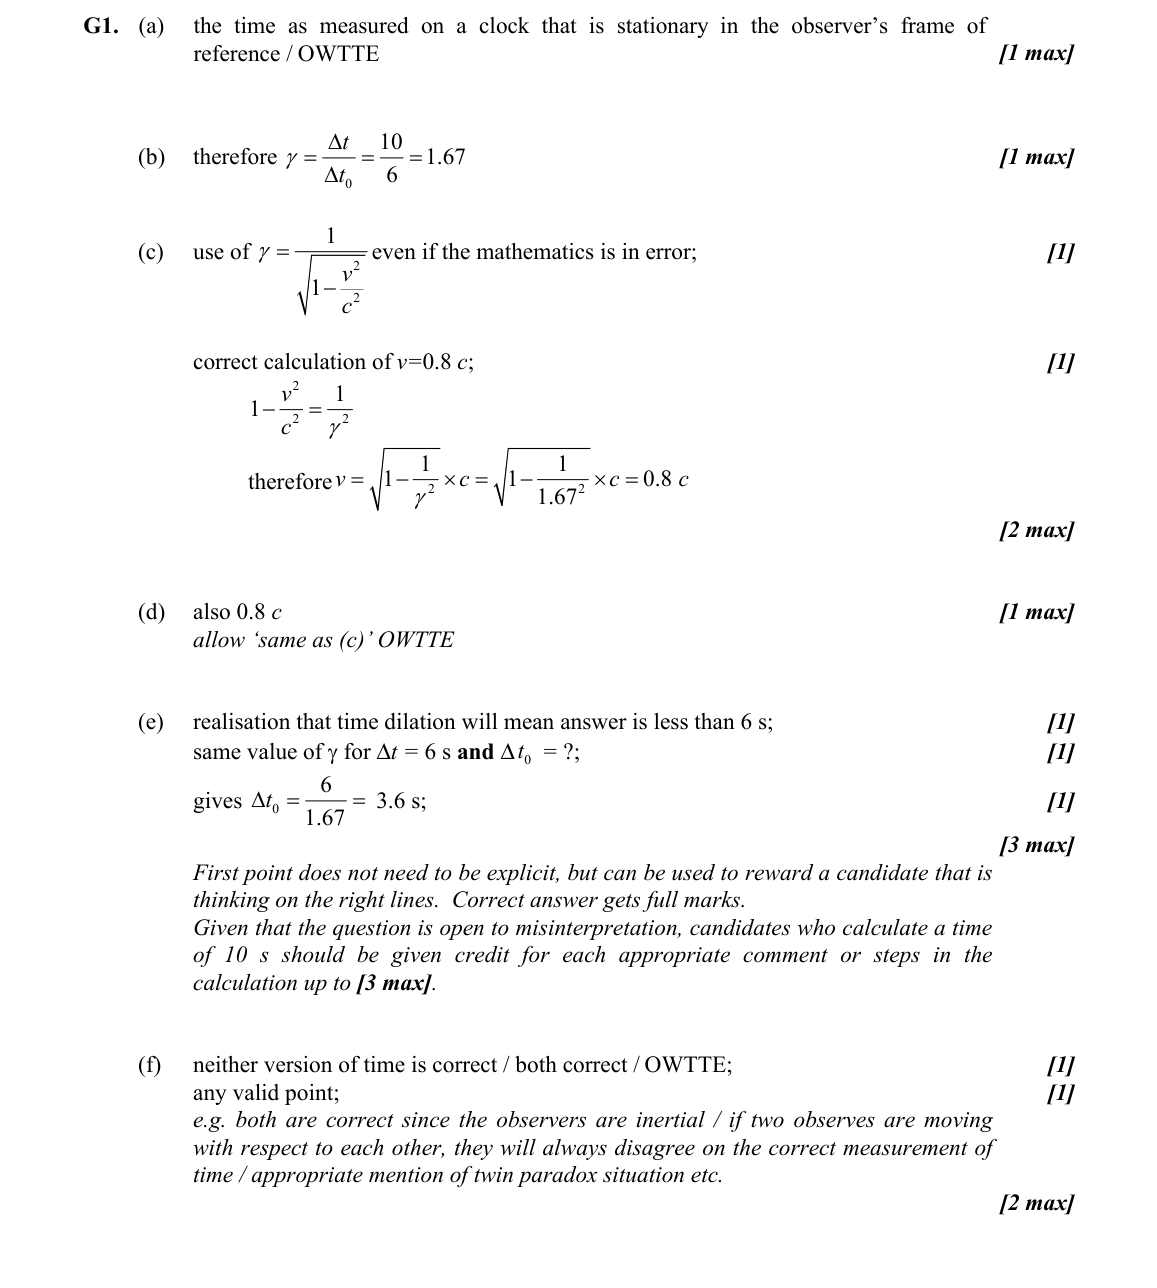 G1. (a) the time as measured on a clock that is stationary in the observer’s frame of
reference / OWTTE [1 max]
(b) therefore γ = Δt/Δt₀ = 10/6 = 1.67 [1 max]
(c) use of γ = 1/√(1−v²/c²) even if the mathematics is in error; [1]
correct calculation of v=0.8 c; [1]
1−v²/c² = 1/γ²
therefore v = √(1−1/γ²) ×c = √(1−1/1.67²) ×c = 0.8 c
[2 max]
(d) also 0.8 c [1 max]
allow ‘same as (c)’ OWTTE
(e) realisation that time dilation will mean answer is less than 6 s; [1]
same value of γ for Δt = 6 s and Δt₀ = ?; [1]
gives Δt₀ = 6/1.67 = 3.6 s; [1]
[3 max]
First point does not need to be explicit, but can be used to reward a candidate that is
thinking on the right lines. Correct answer gets full marks.
Given that the question is open to misinterpretation, candidates who calculate a time
of 10 s should be given credit for each appropriate comment or steps in the
calculation up to [3 max].
(f) neither version of time is correct / both correct / OWTTE; [1]
any valid point; [1]
e.g. both are correct since the observers are inertial / if two observes are moving
with respect to each other, they will always disagree on the correct measurement of
time / appropriate mention of twin paradox situation etc.
[2 max]